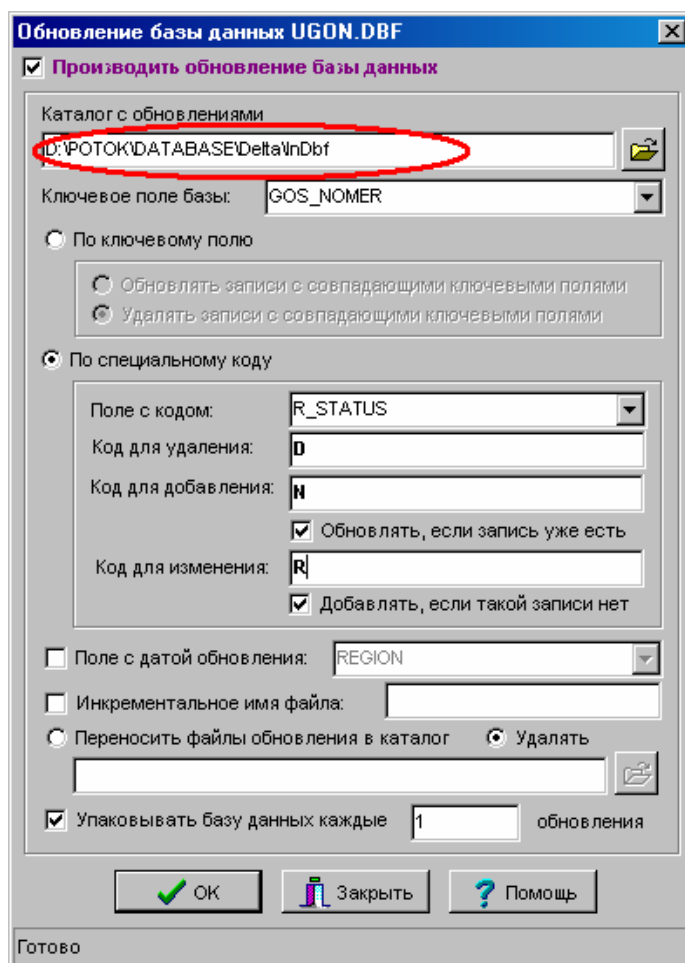 Обновление базы данных UGON.DBF
Производить обновление базы данных
Каталог с обновлениями
D:\POTOK\DATABASE\Delta\InDbf
Ключевое поле базы: GOS_NOMER
По ключевому полю
Обновлять записи с совпадающими ключевыми полями
Удалять записи с совпадающими ключевыми полями
По специальному коду
Поле с кодом: R_STATUS
Код для удаления: D
Код для добавления: N
Обновлять, если запись уже есть
Код для изменения: R
Добавлять, если такой записи нет
Поле с датой обновления: REGION
Инкрементальное имя файла:
Переносить файлы обновления в каталог Удалять
Упаковывать базу данных каждые 1 обновления
OK Закрыть Помощь
Готово